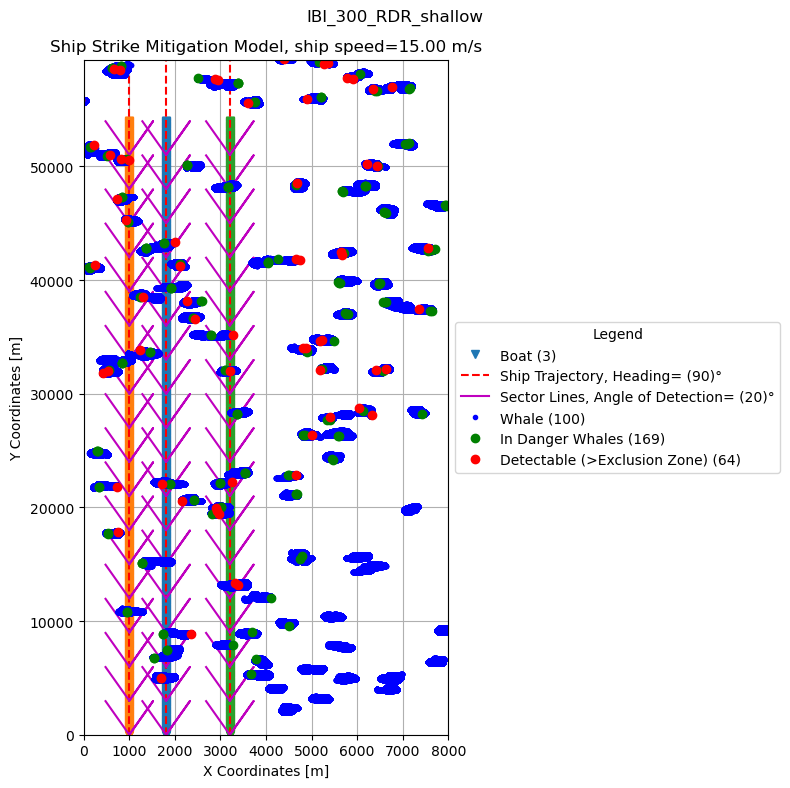 IBI_300_RDR_shallow
Ship Strike Mitigation Model, ship speed=15.00 m/s
50000
40000
30000
20000
10000
0
Y Coordinates [m]
0 1000 2000 3000 4000 5000 6000 7000 8000
X Coordinates [m]
Legend
Boat (3)
Ship Trajectory, Heading= (90)°
Sector Lines, Angle of Detection= (20)°
Whale (100)
In Danger Whales (169)
Detectable (>Exclusion Zone) (64)